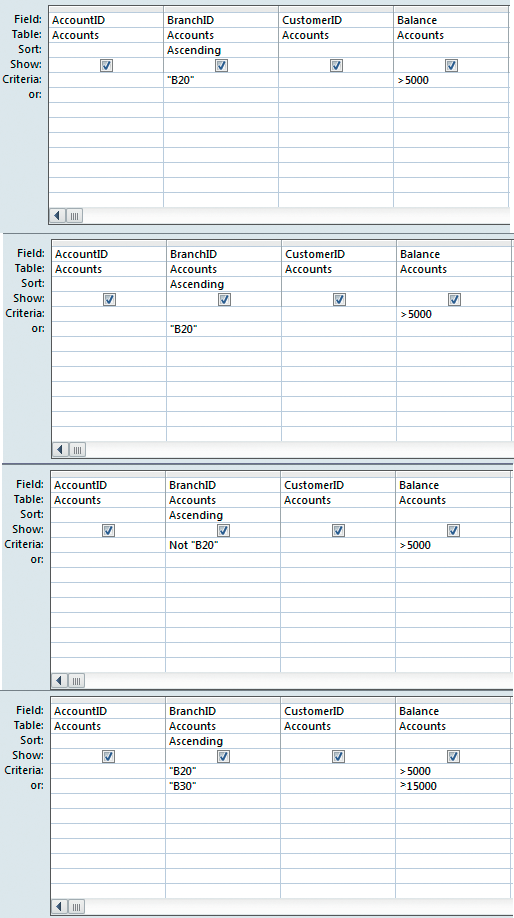 Field: AccountID BranchID CustomerID Balance
Table: Accounts Accounts Accounts Accounts
Sort: Ascending
Show:
Criteria: "B20" >5000
or:
Field: AccountID BranchID CustomerID Balance
Table: Accounts Accounts Accounts Accounts
Sort: Ascending
Show:
Criteria: >5000
or: "B20"
Field: AccountID BranchID CustomerID Balance
Table: Accounts Accounts Accounts Accounts
Sort: Ascending
Show:
Criteria: Not "B20" >5000
or:
Field: AccountID BranchID CustomerID Balance
Table: Accounts Accounts Accounts Accounts
Sort: Ascending
Show:
Criteria: "B20" >5000
or: "B30" >15000